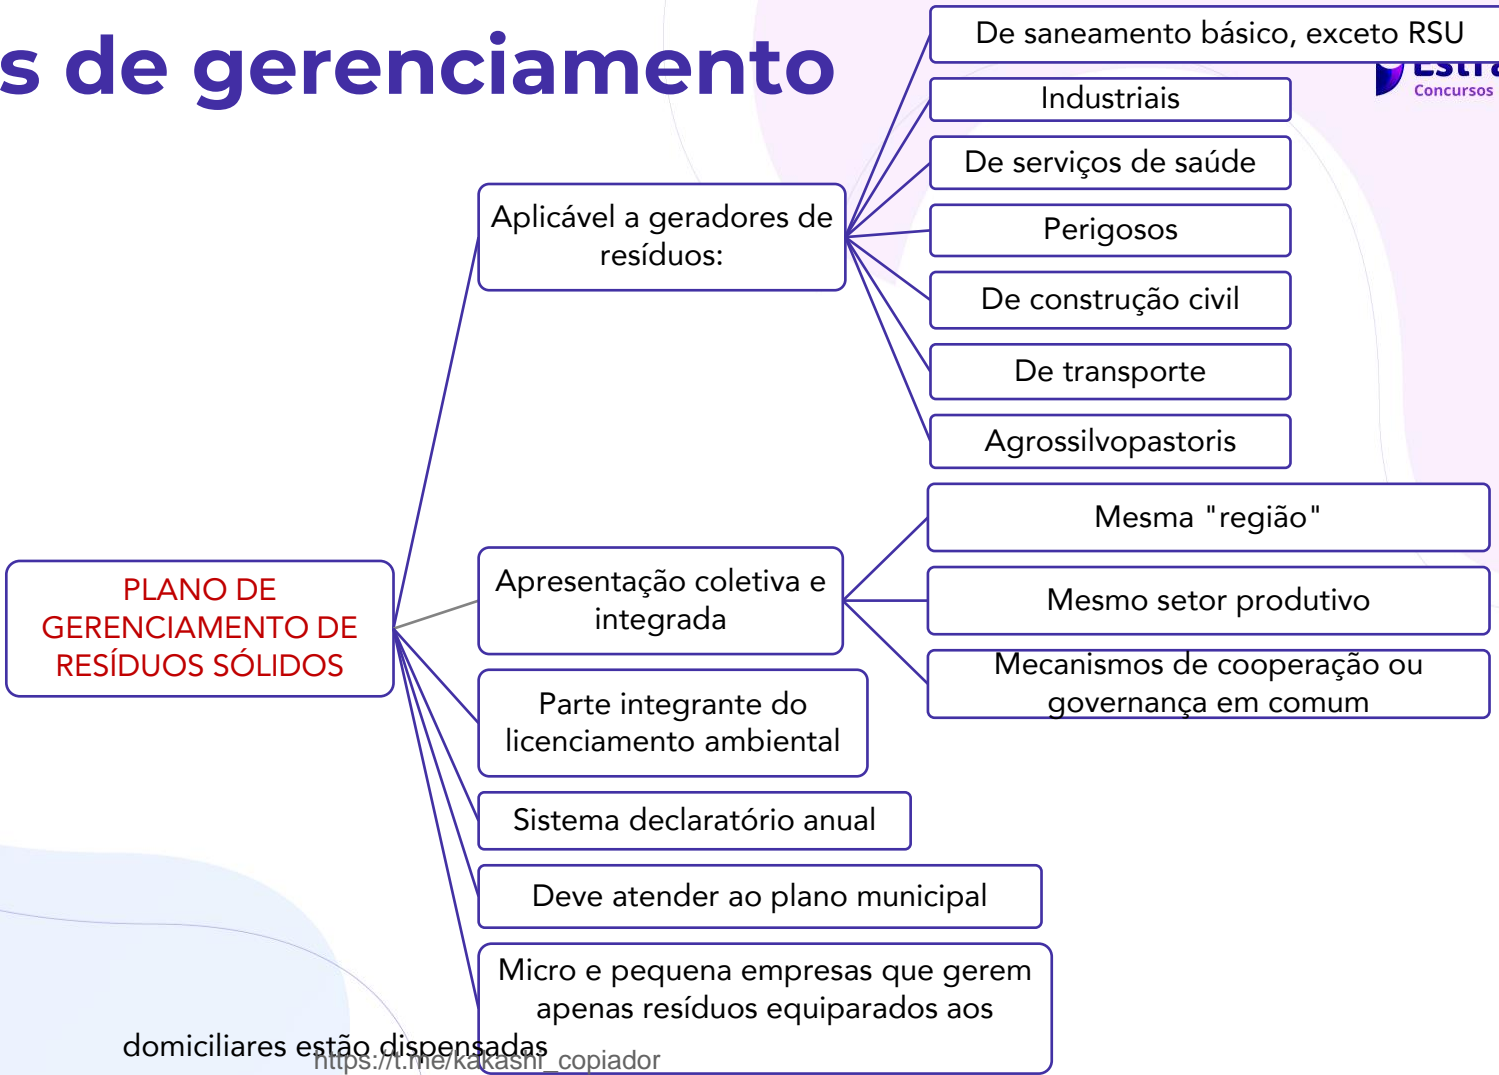 s de gerenciamento
De saneamento básico, exceto RSU
Concursos
Industriais
De serviços de saúde
Aplicável a geradores de
resíduos:
Perigosos
De construção civil
De transporte
Agrossilvopastoris
PLANO DE
GERENCIAMENTO DE
RESÍDUOS SÓLIDOS
Apresentação coletiva e
integrada
Mesma "região"
Mesmo setor produtivo
Mecanismos de cooperação ou
governança em comum
Parte integrante do
licenciamento ambiental
Sistema declaratório anual
Deve atender ao plano municipal
Micro e pequena empresas que gerem
apenas resíduos equiparados aos
domiciliares estão dispensadas
https://t.me/kakashi_copiador